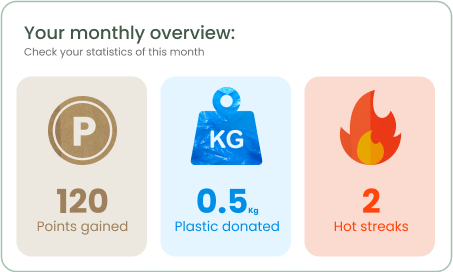 Your monthly overview:
Check your statistics of this month
P
KG
120
0.5 Kg
2
Points gained
Plastic donated
Hot streaks